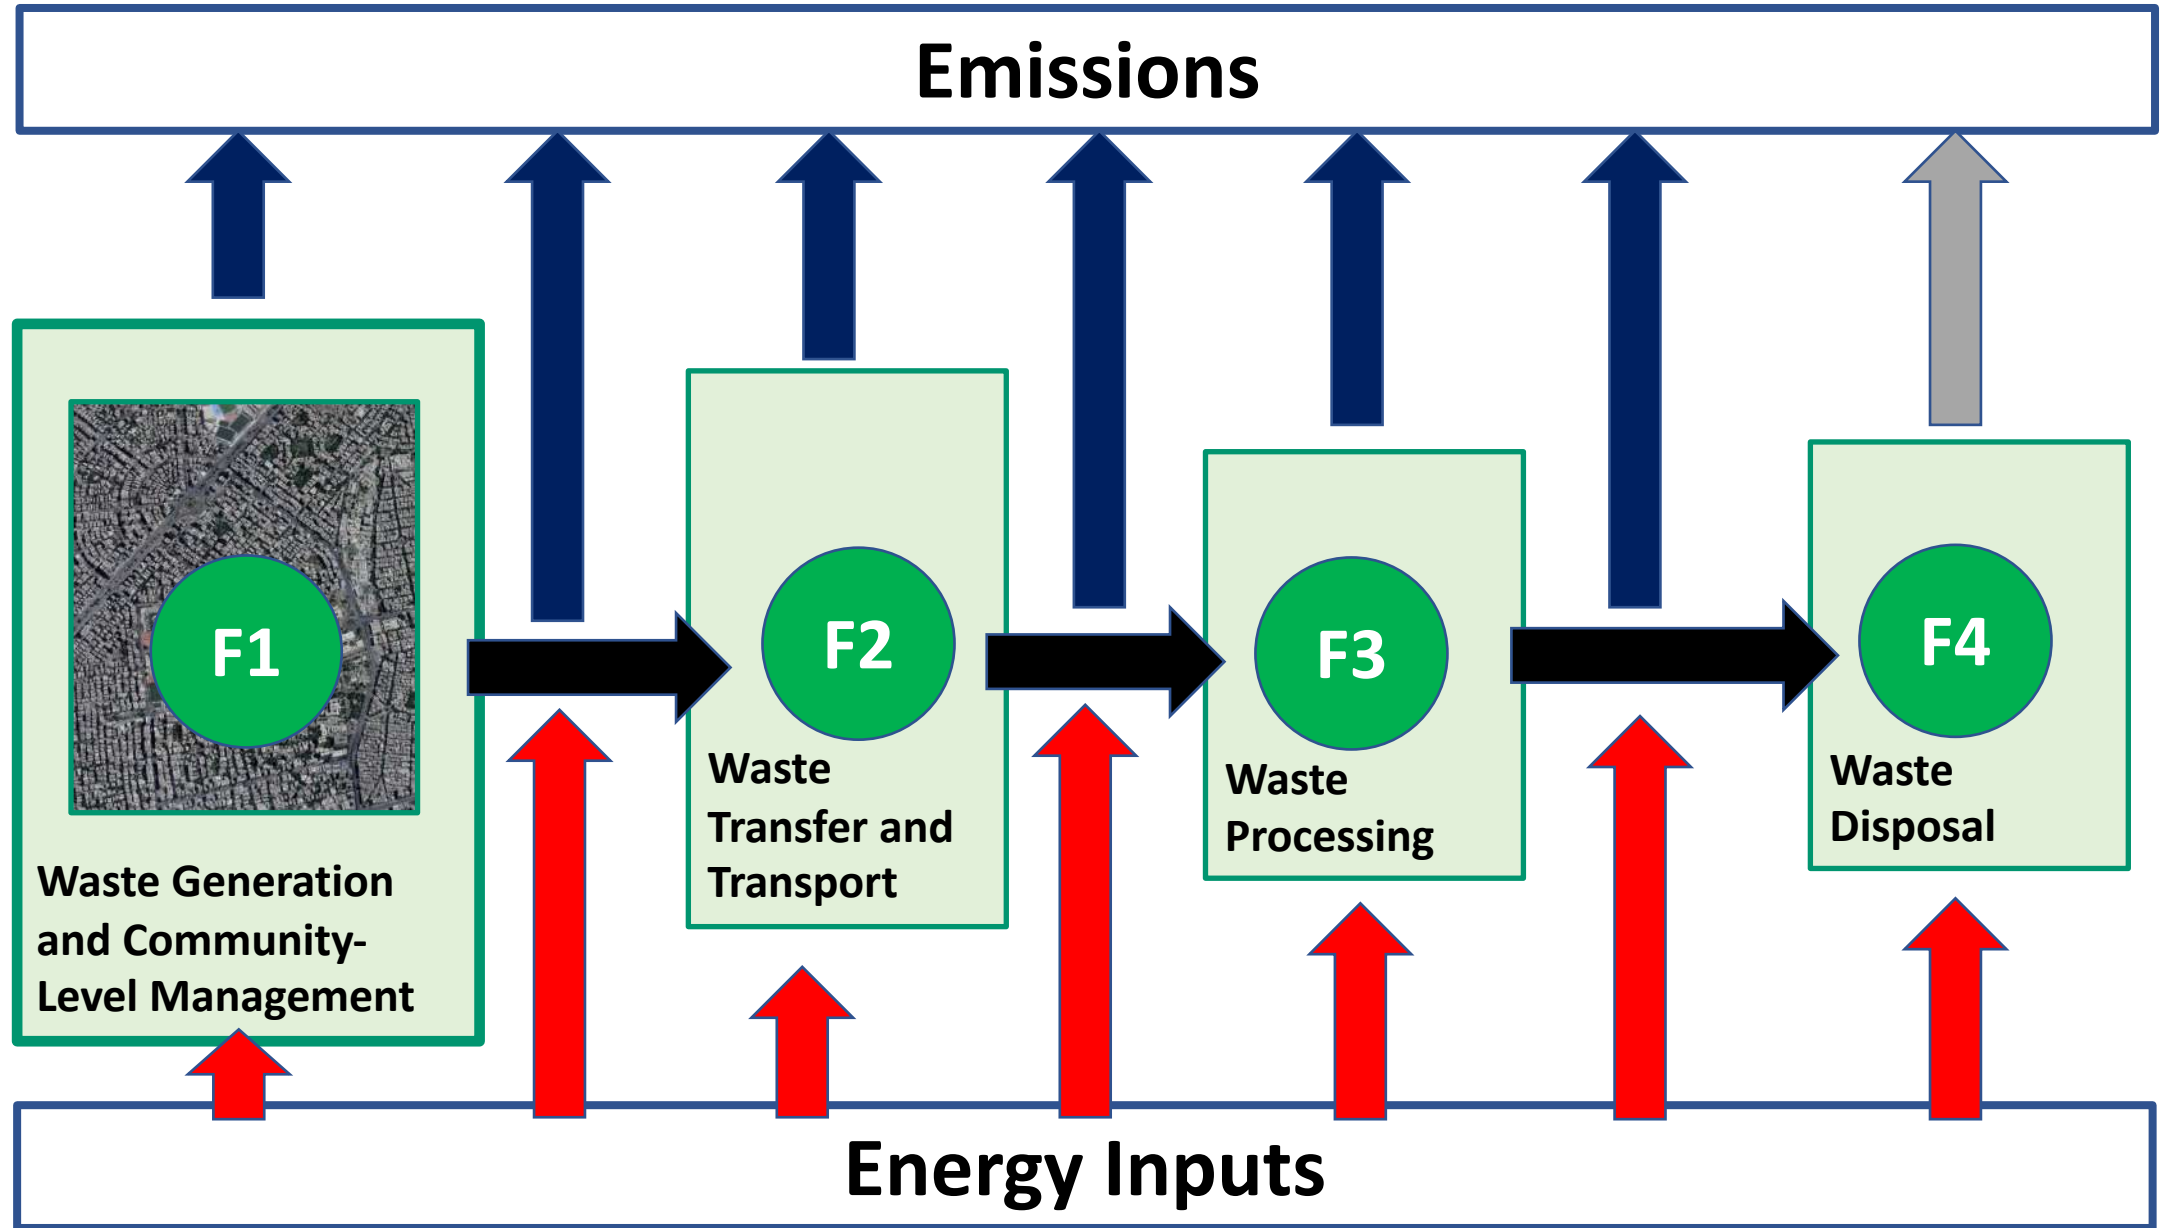 Emissions
F1
F2
F3
F4
Waste Generation
and Community-
Level Management
Waste
Transfer and
Transport
Waste
Processing
Waste
Disposal
Energy Inputs